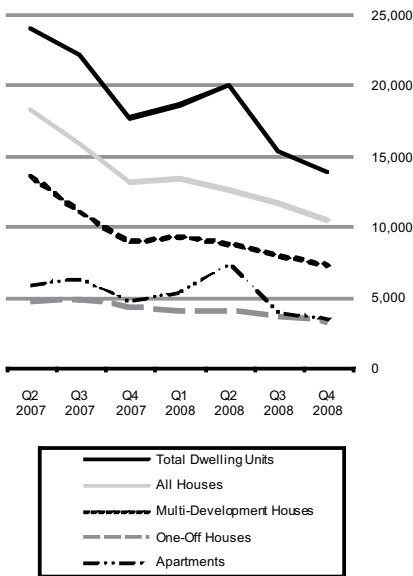 25,000
20,000
15,000
10,000
5,000
0
Q2 Q3 Q4 Q1 Q2 Q3 Q4
2007 2007 2007 2008 2008 2008 2008
Total Dwelling Units
All Houses
Multi-Development Houses
One-Off Houses
Apartments